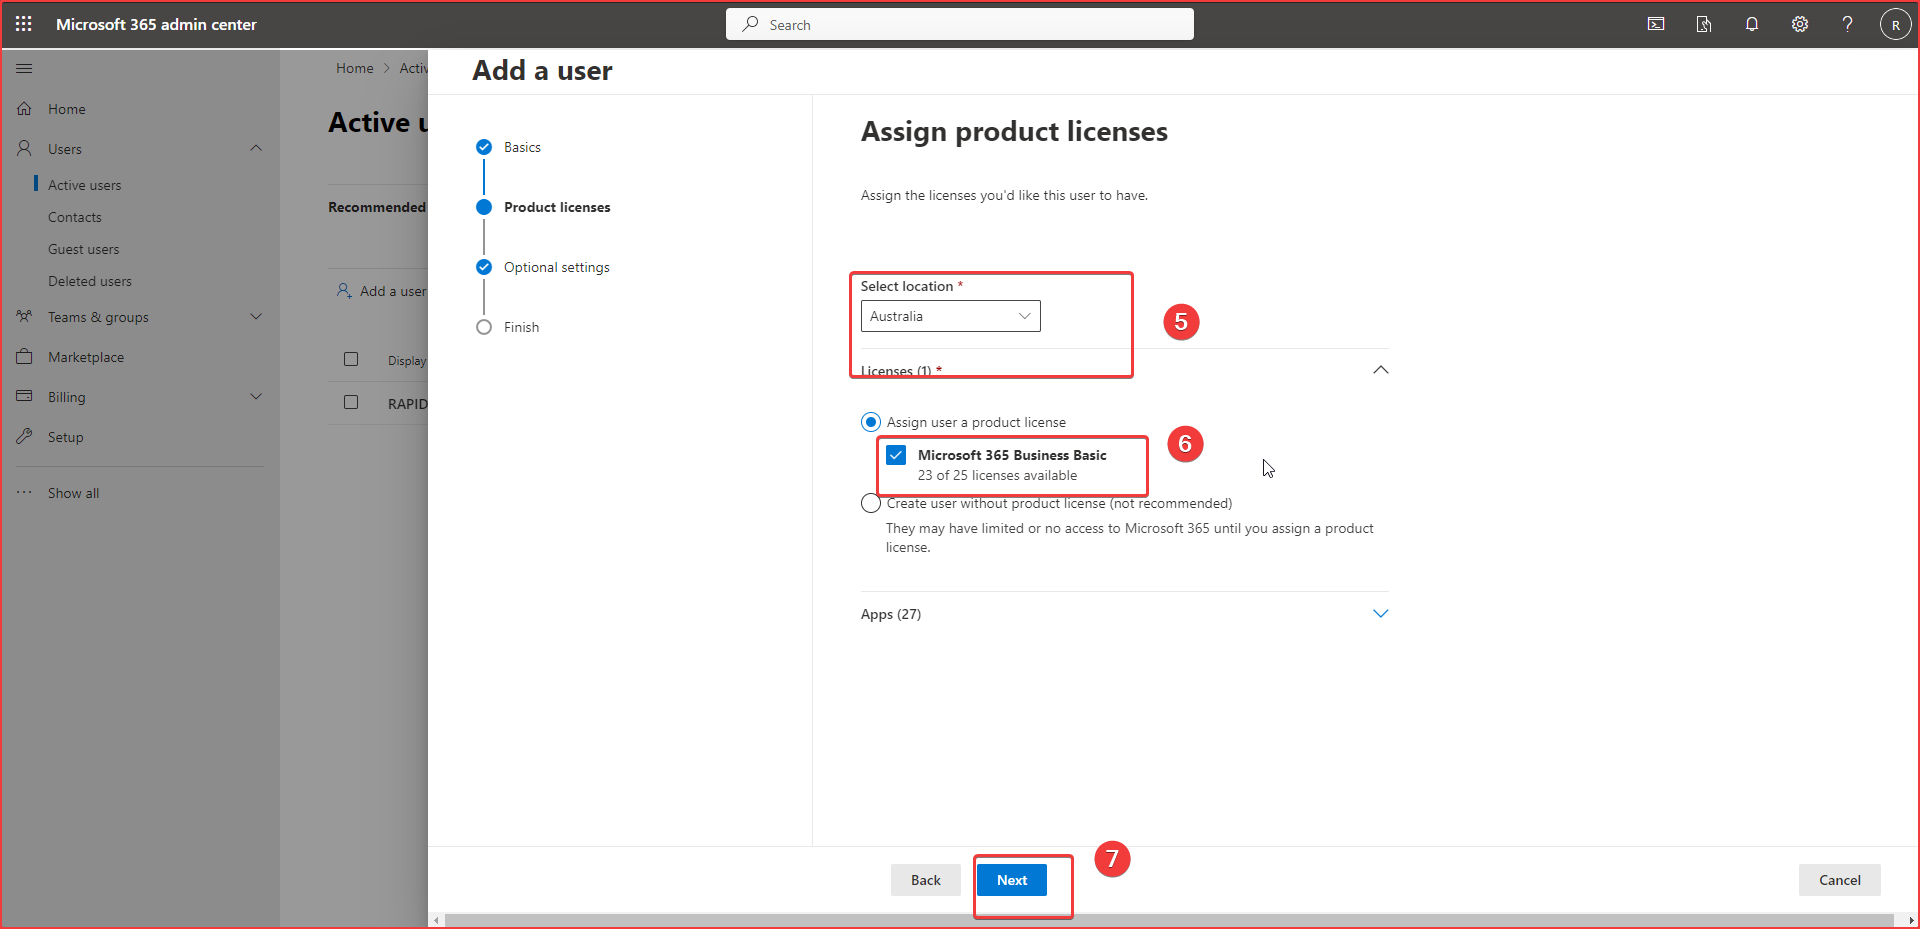 Microsoft 365 admin center
Search
R
Home
Users
Active users
Contacts
Guest users
Deleted users
Teams & groups
Marketplace
Billing
Setup
Show all
Home > Activ
Active u
Recommended
Add a user
Display
RAPID
Add a user
Basics
Product licenses
Optional settings
Finish
Assign product licenses
Assign the licenses you'd like this user to have.
Select location *
Australia
5
Licenses (1) *
Assign user a product license
Microsoft 365 Business Basic
23 of 25 licenses available
6
Create user without product license (not recommended)
They may have limited or no access to Microsoft 365 until you assign a product
license.
Apps (27)
7
Back
Next
Cancel